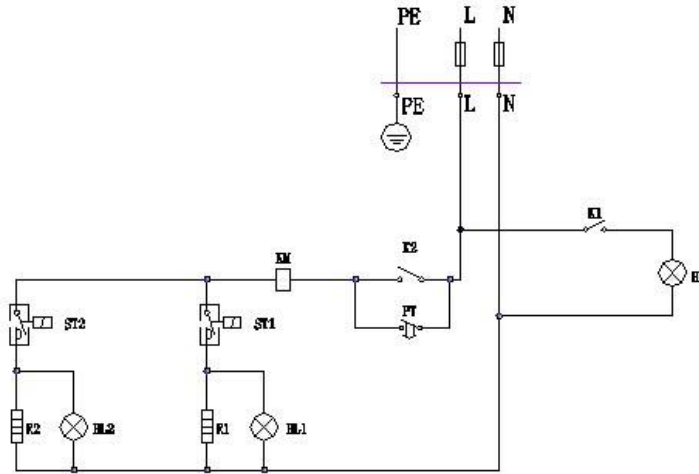 PE L N
PE L N
K1
KM K2
H
PT
ST2 ST1
R2 HL2 R1 HL1